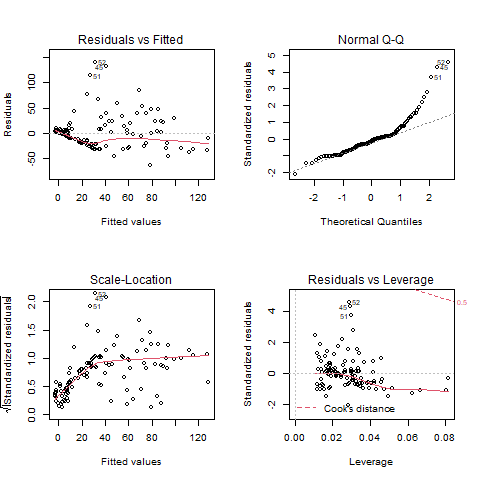 Residuals vs Fitted
Residuals
-50 0 50 100
52
45
51
0 20 40 60 80 100 120
Fitted values
Normal Q-Q
Standardized residuals
-2 0 1 2 3 4 5
52
45
51
-2 -1 0 1 2
Theoretical Quantiles
Scale-Location
√|Standardized residuals|
0.0 0.5 1.0 1.5 2.0
52
45
51
0 20 40 60 80 100 120
Fitted values
Residuals vs Leverage
Standardized residuals
-2 0 2 4
52
45
51
0.5
Cook's distance
0.00 0.02 0.04 0.06 0.08
Leverage